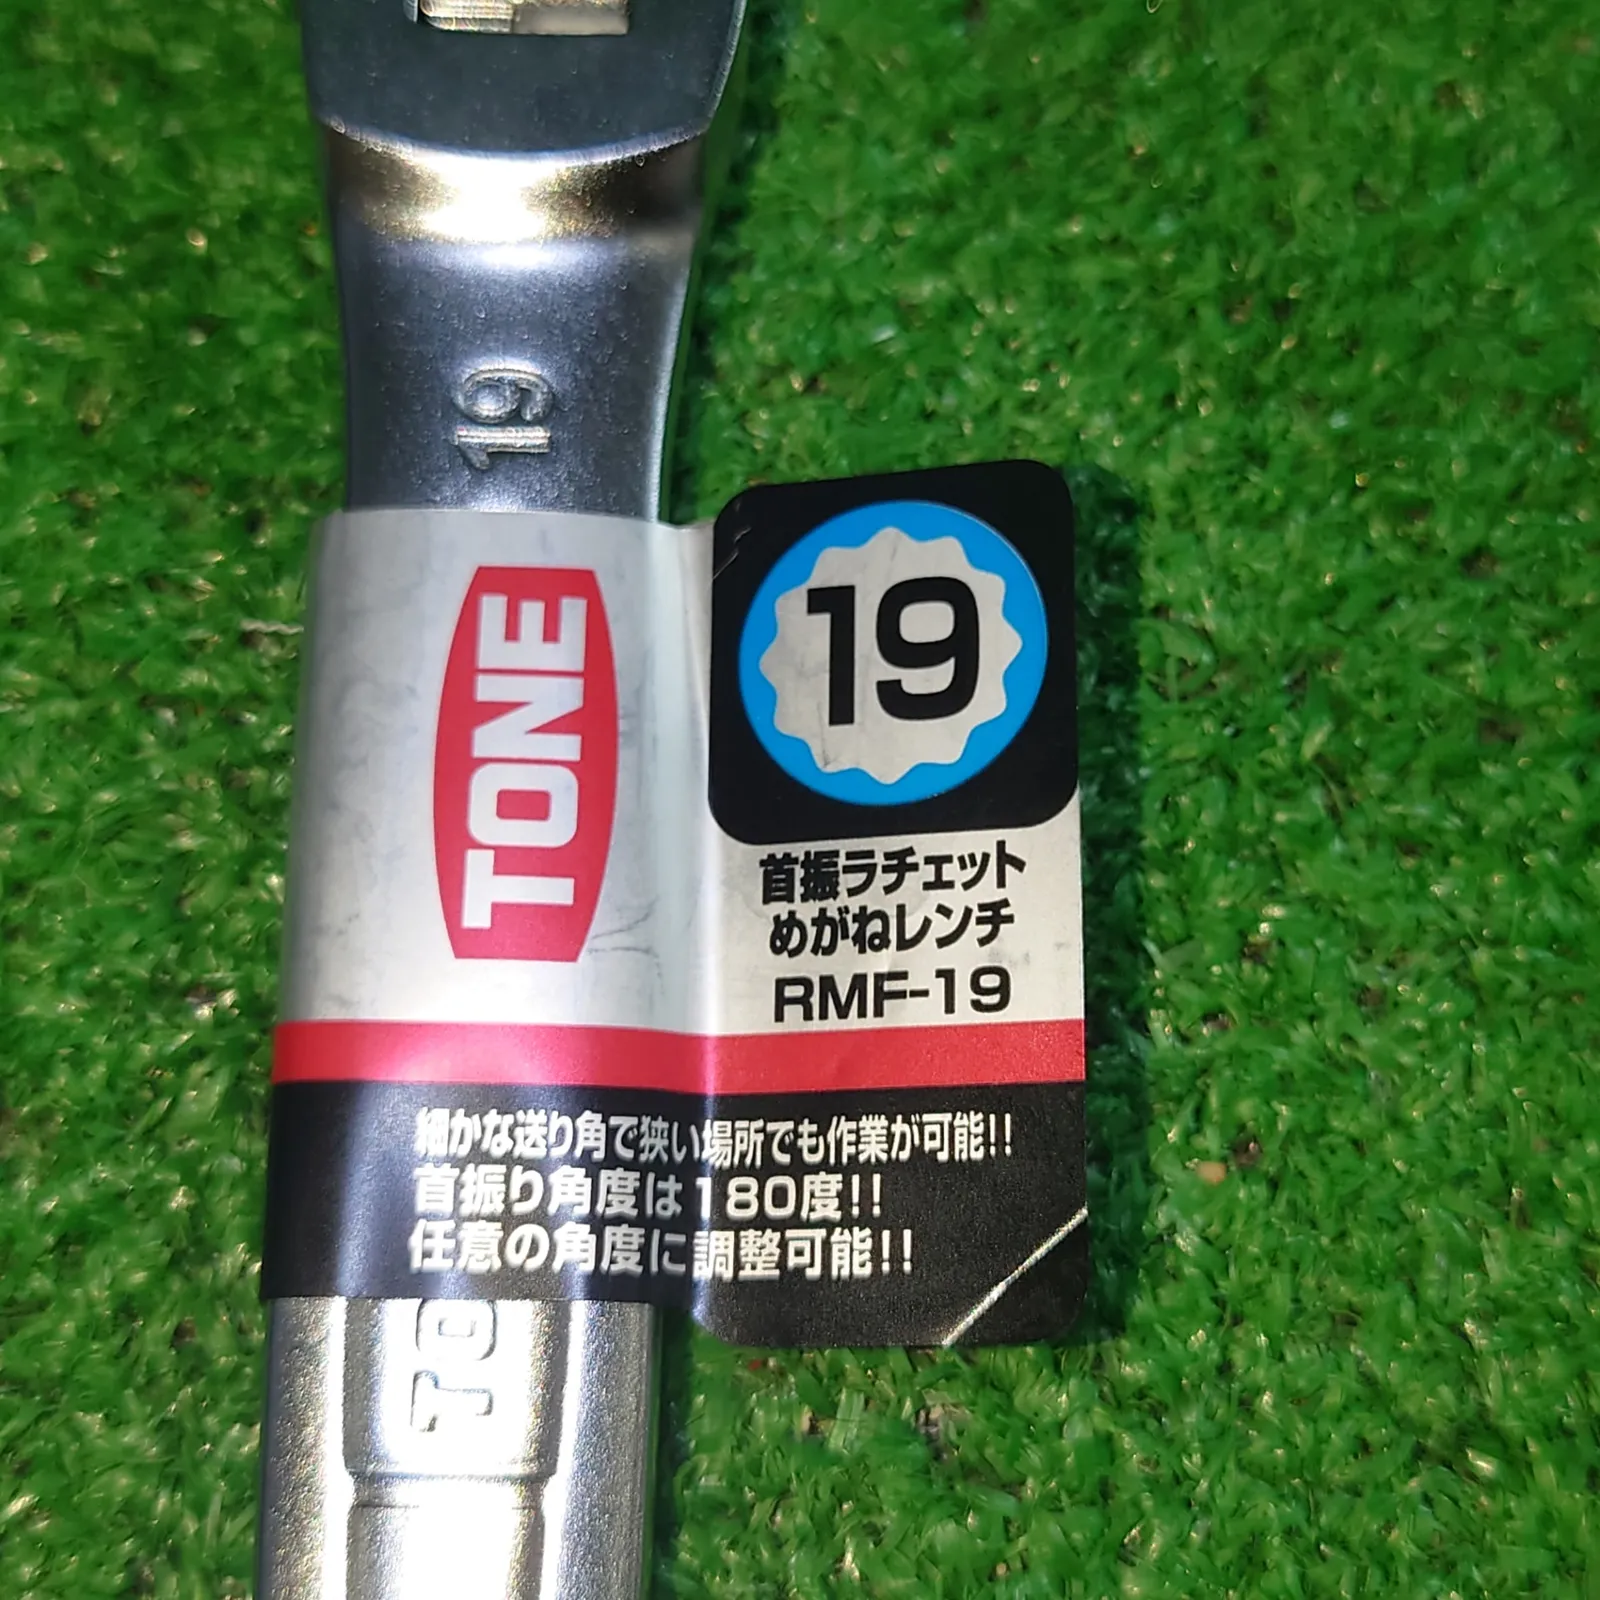 19
TONE
19
首振ラチェット
めがねレンチ
RMF-19
細かな送り角で狭い場所でも作業が可能!!
首振り角度は180度!!
任意の角度に調整可能!!
TO